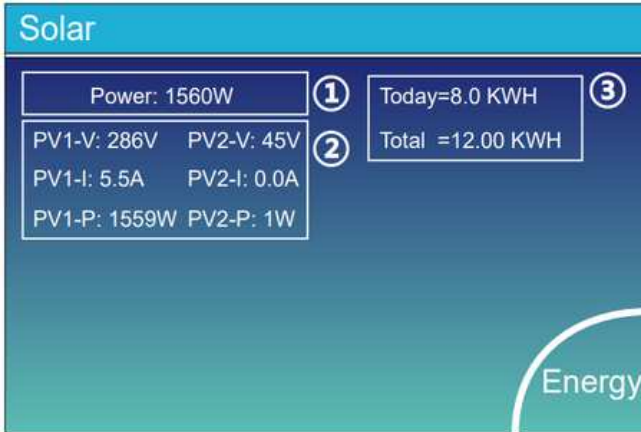 Solar
Power: 1560W ①
PV1-V: 286V PV2-V: 45V ②
PV1-I: 5.5A PV2-I: 0.0A
PV1-P: 1559W PV2-P: 1W
Today=8.0 KWH ③
Total =12.00 KWH
Energy